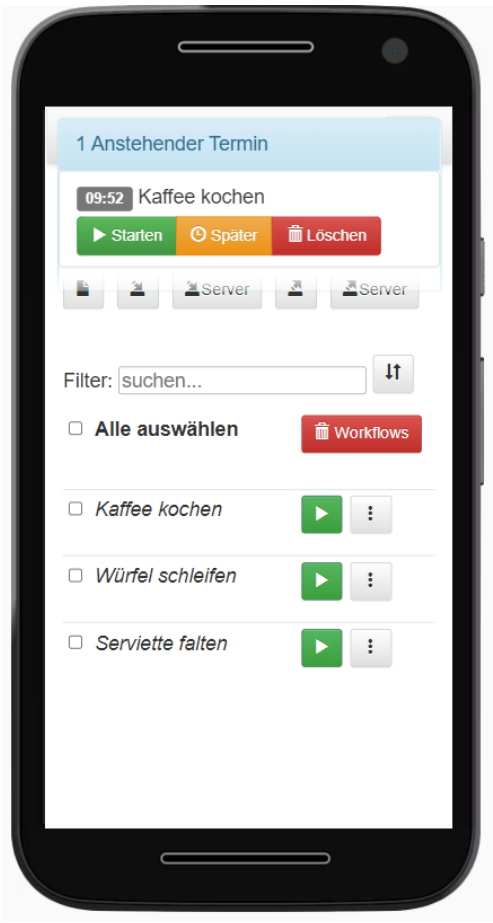 1 Anstehender Termin
09:52 Kaffee kochen
Starten Später Löschen
Server Server
Filter: suchen...
Alle auswählen Workflows
Kaffee kochen
Würfel schleifen
Serviette falten